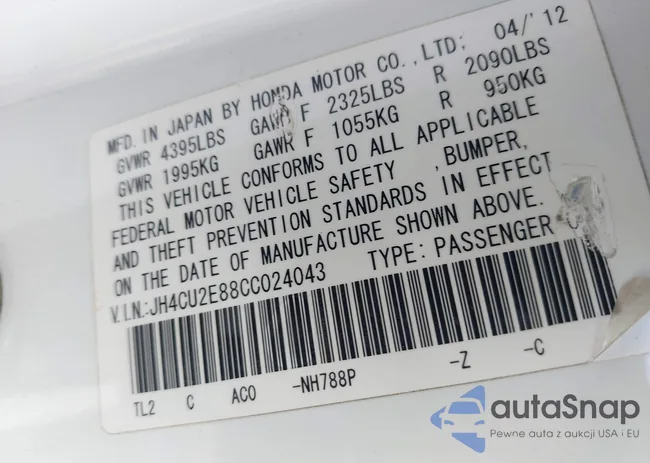 MFD. IN JAPAN BY HONDA MOTOR CO., LTD; 04/'12
GVWR 4395LBS GAWR F 2325LBS R 2090LBS
GVWR 1995KG GAWR F 1055KG R 950KG
THIS VEHICLE CONFORMS TO ALL APPLICABLE
FEDERAL MOTOR VEHICLE SAFETY ,BUMPER,
AND THEFT PREVENTION STANDARDS IN EFFECT
ON THE DATE OF MANUFACTURE SHOWN ABOVE.
V.I.N.:JH4CU2E88CC024043 TYPE: PASSENGER
TL2 C AC0 -NH788P -Z -C
autaSnap
Pewne auta z aukcji USA i EU